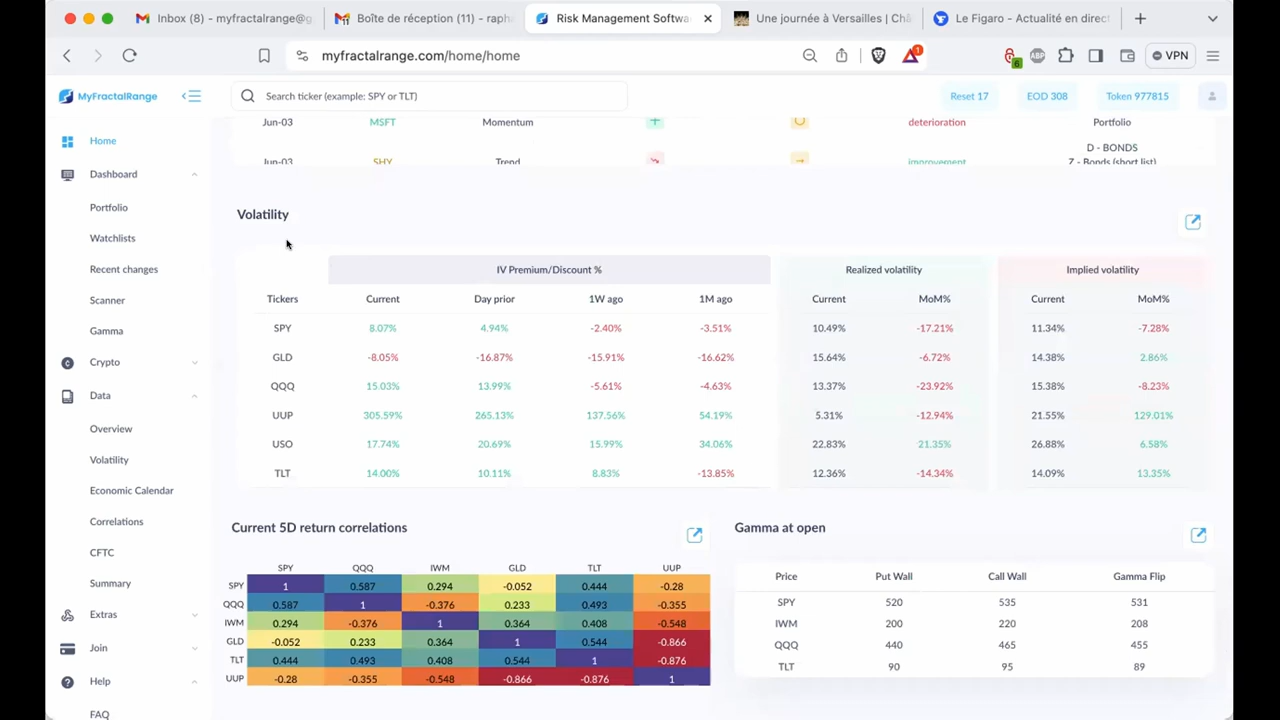 Inbox (8) - myfractalrange@g
Boîte de réception (11) - rapha
Risk Management Softwa
Une journée à Versailles | Châ
Le Figaro - Actualité en direct
myfractalrange.com/home/home
1
6
ABP
VPN
MyFractalRange
Search ticker (example: SPY or TLT)
Reset 17
EOD 308
Token 977815
Home
Dashboard
Portfolio
Watchlists
Recent changes
Scanner
Gamma
Crypto
Data
Overview
Volatility
Economic Calendar
Correlations
CFTC
Summary
Extras
Join
Help
FAQ
Jun-03 MSFT Momentum deterioration Portfolio
D - BONDS
Jun-03 SHY Trend improvement Z - Bonds (short list)
Volatility
IV Premium/Discount % Realized volatility Implied volatility
Tickers Current Day prior 1W ago 1M ago Current MoM% Current MoM%
SPY 8.07% 4.94% -2.40% -3.51% 10.49% -17.21% 11.34% -7.28%
GLD -8.05% -16.87% -15.91% -16.62% 15.64% -6.72% 14.38% 2.86%
QQQ 15.03% 13.99% -5.61% -4.63% 13.37% -23.92% 15.38% -8.23%
UUP 305.59% 265.13% 137.56% 54.19% 5.31% -12.94% 21.55% 129.01%
USO 17.74% 20.69% 15.99% 34.06% 22.83% 21.35% 26.88% 6.58%
TLT 14.00% 10.11% 8.83% -13.85% 12.36% -14.34% 14.09% 13.35%
Current 5D return correlations
SPY QQQ IWM GLD TLT UUP
SPY 1 0.587 0.294 -0.052 0.444 -0.28
QQQ 0.587 1 -0.376 0.233 0.493 -0.355
IWM 0.294 -0.376 1 0.364 0.408 -0.548
GLD -0.052 0.233 0.364 1 0.544 -0.866
TLT 0.444 0.493 0.408 0.544 1 -0.876
UUP -0.28 -0.355 -0.548 -0.866 -0.876 1
Gamma at open
Price Put Wall Call Wall Gamma Flip
SPY 520 535 531
IWM 200 220 208
QQQ 440 465 455
TLT 90 95 89